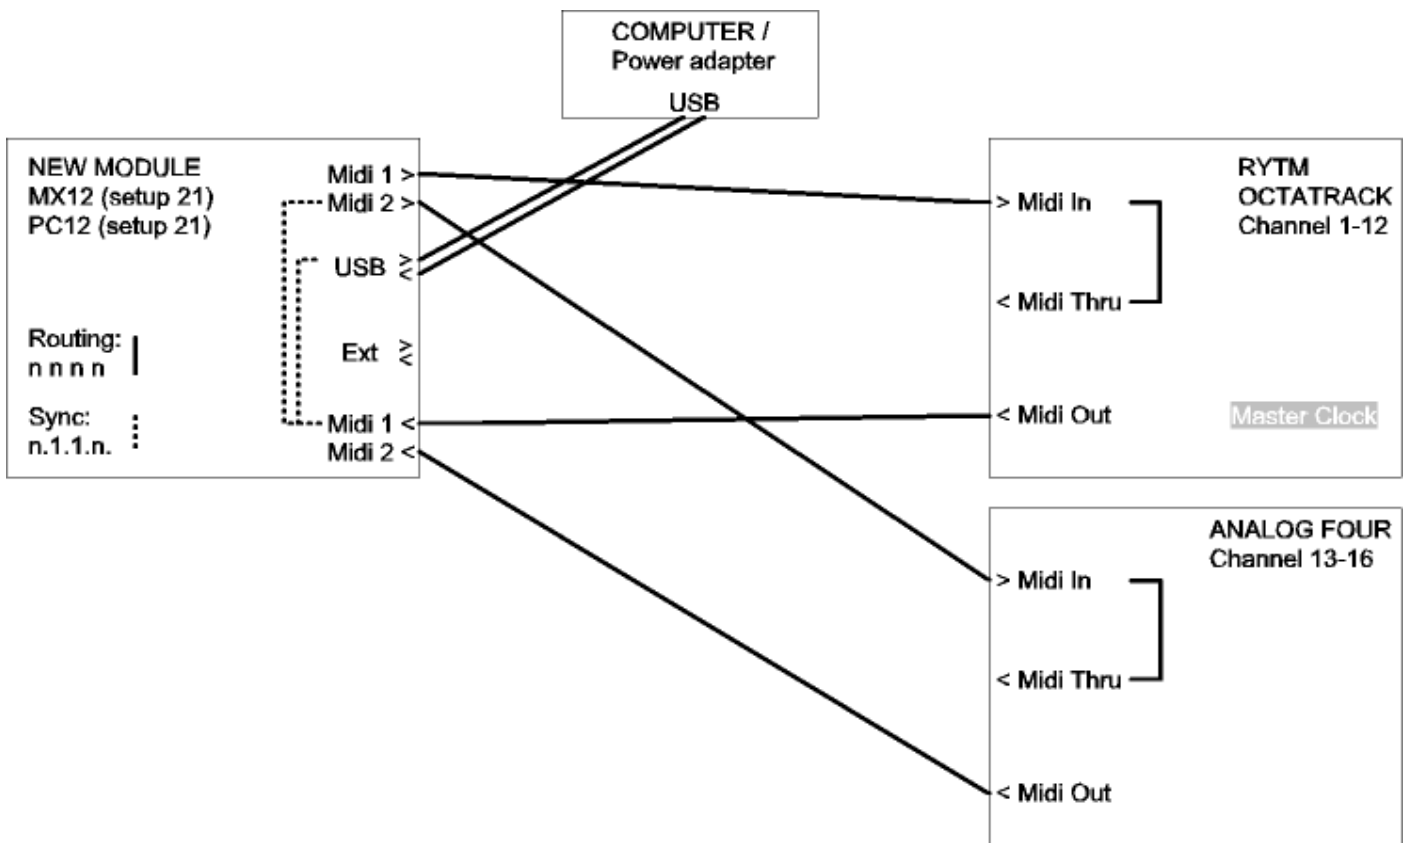 COMPUTER /
Power adapter
USB
NEW MODULE
MX12 (setup 21)
PC12 (setup 21)
Midi 1 >
Midi 2 >
USB >
<
Ext >
<
Routing:
n n n n
Sync:
n.1.1.n.
Midi 1 <
Midi 2 <
RYTM
OCTATRACK
Channel 1-12
> Midi In
< Midi Thru
< Midi Out
Master Clock
ANALOG FOUR
Channel 13-16
> Midi In
< Midi Thru
< Midi Out